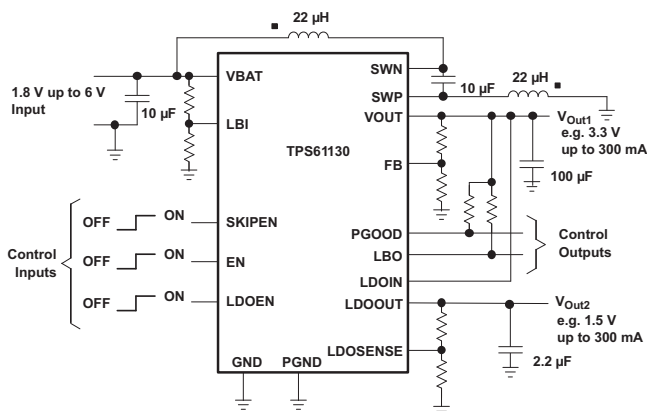 22 µH
VBAT
SWN
1.8 V up to 6 V
Input
10 µF
10 µF
22 µH
SWP
LBI
VOUT
VOut1
e.g. 3.3 V
up to 300 mA
TPS61130
FB
100 µF
Control
Inputs
OFF
ON
SKIPEN
PGOOD
Control
Outputs
OFF
ON
EN
LBO
LDOIN
OFF
ON
LDOEN
LDOOUT
VOut2
e.g. 1.5 V
up to 300 mA
LDOSENSE
2.2 µF
GND
PGND